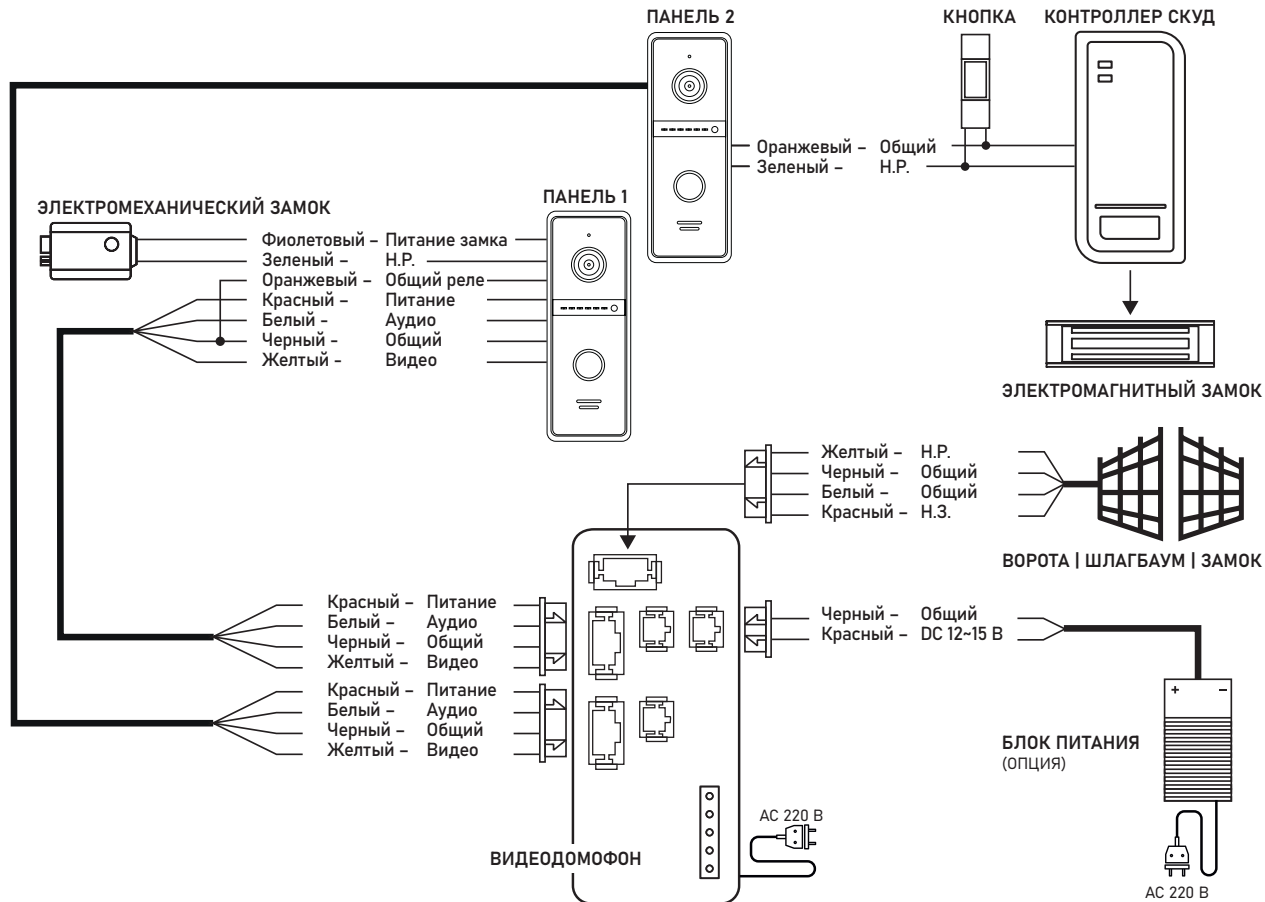 ПАНЕЛЬ 2
КНОПКА
КОНТРОЛЛЕР СКУД
Оранжевый – Общий
Зеленый – Н.Р.
ПАНЕЛЬ 1
ЭЛЕКТРОМЕХАНИЧЕСКИЙ ЗАМОК
Фиолетовый – Питание замка
Зеленый – Н.Р.
Оранжевый – Общий реле
Красный – Питание
Белый – Аудио
Черный – Общий
Желтый – Видео
ЭЛЕКТРОМАГНИТНЫЙ ЗАМОК
Желтый – Н.Р.
Черный – Общий
Белый – Общий
Красный – Н.З.
ВОРОТА | ШЛАГБАУМ | ЗАМОК
Красный – Питание
Белый – Аудио
Черный – Общий
Желтый – Видео
Черный – Общий
Красный – DC 12~15 В
Красный – Питание
Белый – Аудио
Черный – Общий
Желтый – Видео
+ –
БЛОК ПИТАНИЯ
(ОПЦИЯ)
AC 220 В
ВИДЕОДОМОФОН
AC 220 В